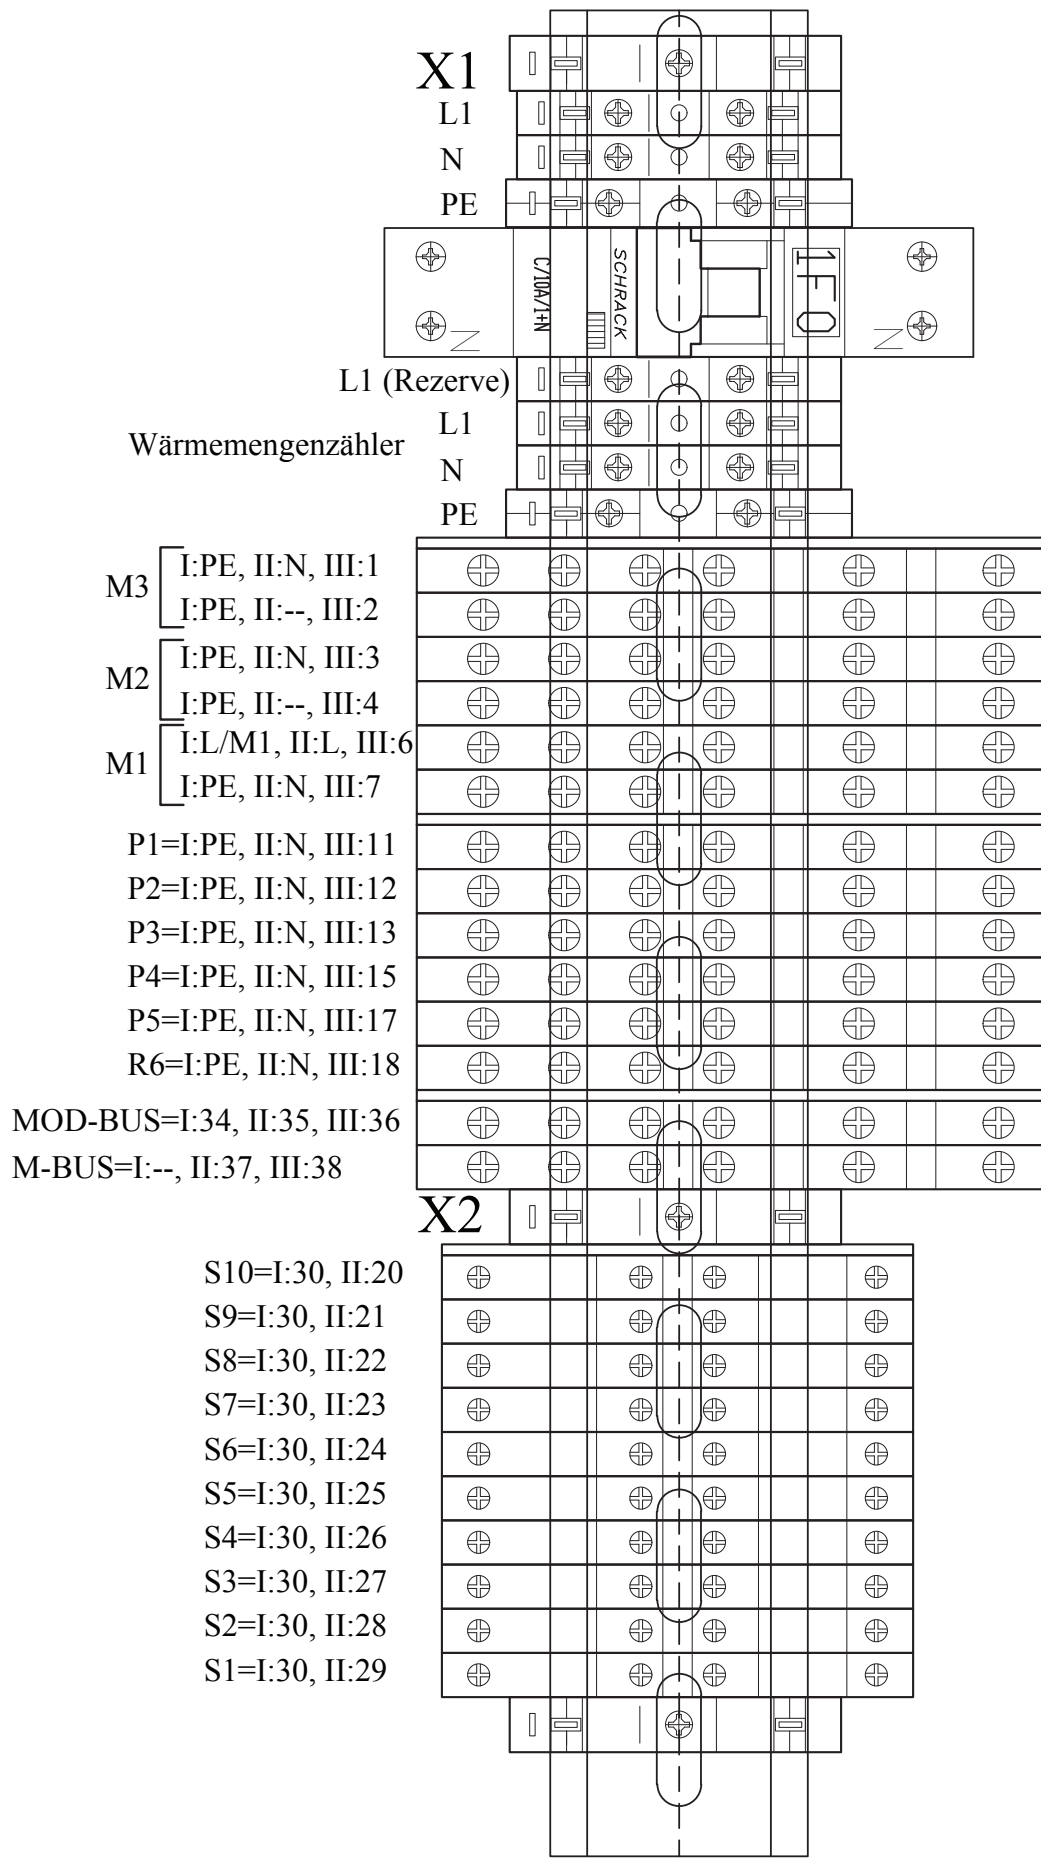 X1
L1
N
PE
C/10A/1+N
SCHRACK
1F0
N
N
L1 (Rezerve)
Wärmemengenzähler
L1
N
PE
M3
I:PE, II:N, III:1
I:PE, II:--, III:2
M2
I:PE, II:N, III:3
I:PE, II:--, III:4
M1
I:L/M1, II:L, III:6
I:PE, II:N, III:7
P1=I:PE, II:N, III:11
P2=I:PE, II:N, III:12
P3=I:PE, II:N, III:13
P4=I:PE, II:N, III:15
P5=I:PE, II:N, III:17
R6=I:PE, II:N, III:18
MOD-BUS=I:34, II:35, III:36
M-BUS=I:--, II:37, III:38
X2
S10=I:30, II:20
S9=I:30, II:21
S8=I:30, II:22
S7=I:30, II:23
S6=I:30, II:24
S5=I:30, II:25
S4=I:30, II:26
S3=I:30, II:27
S2=I:30, II:28
S1=I:30, II:29